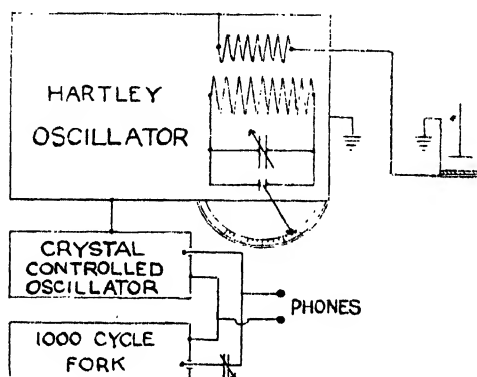 HARTLEY
OSCILLATOR
CRYSTAL
CONTROLLED
OSCILLATOR
PHONES
1000 CYCLE
FORK